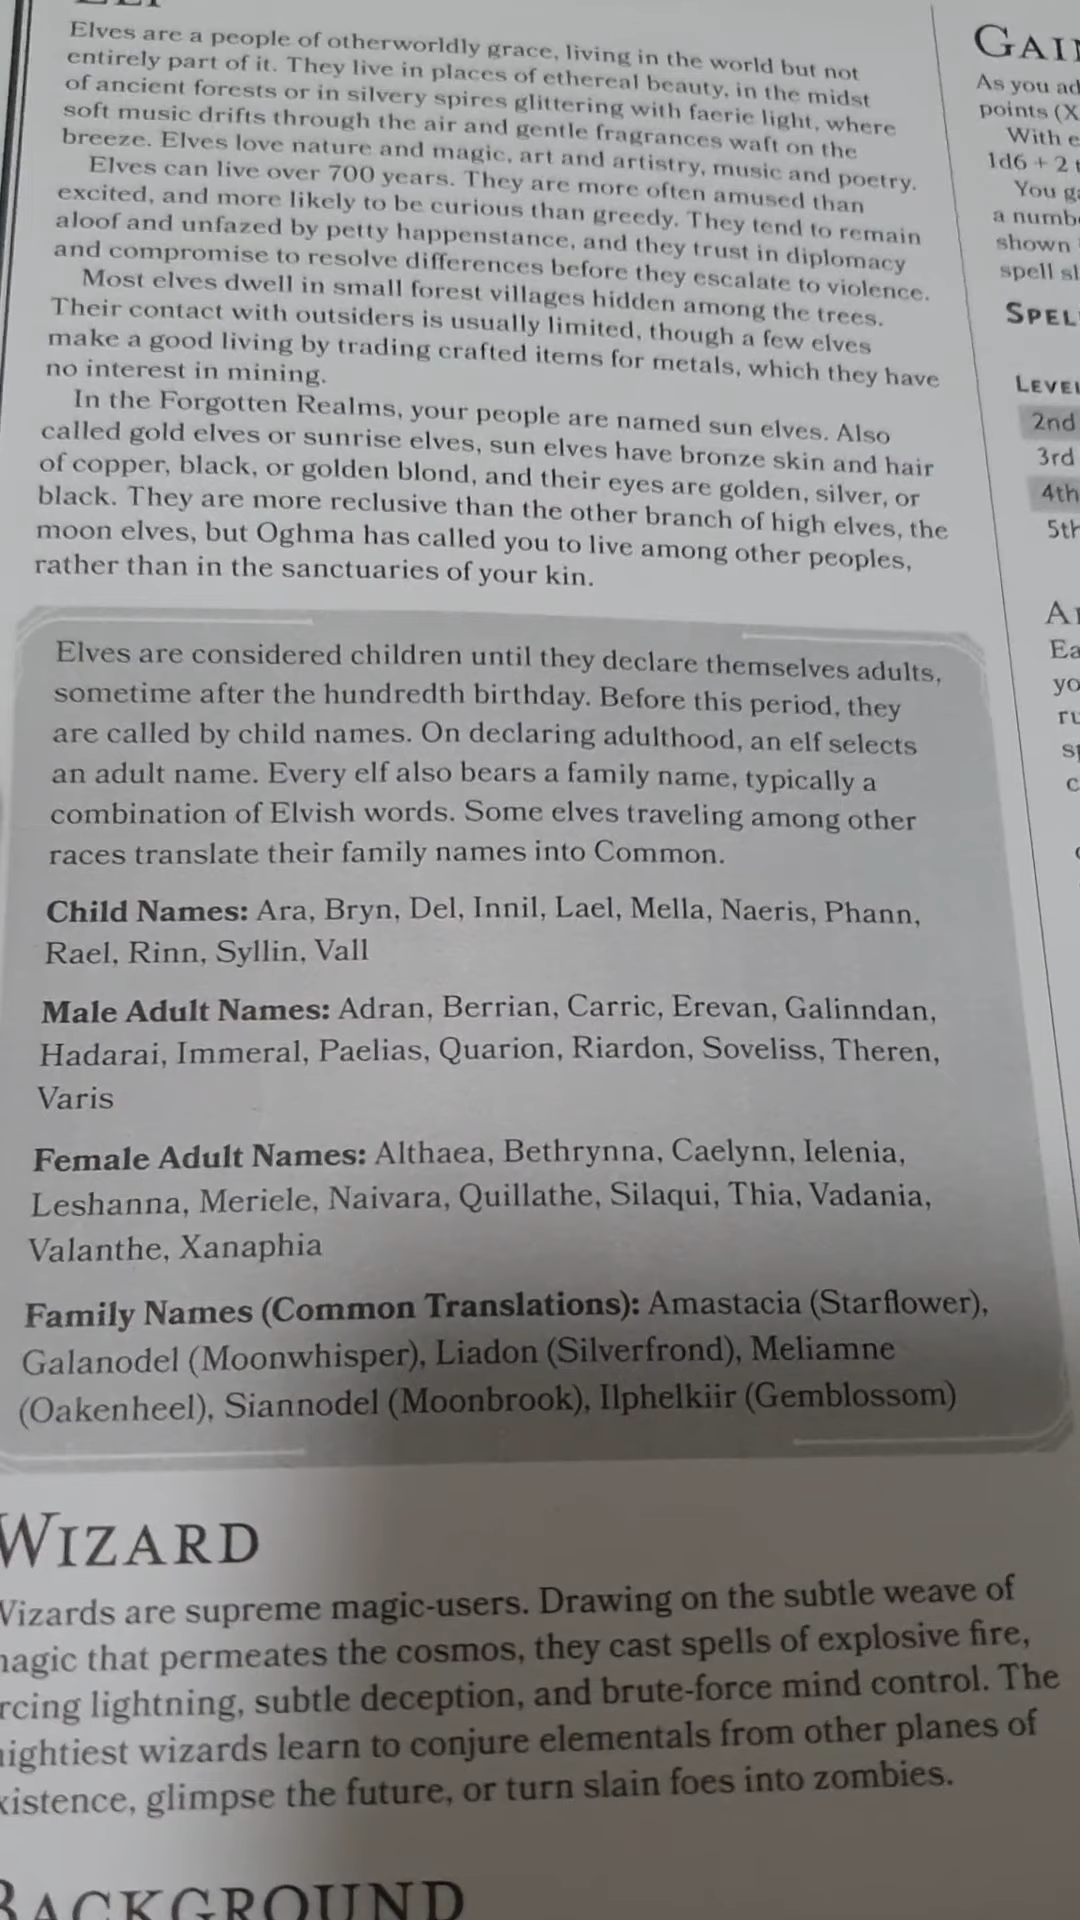 Elves are a people of otherworldly grace, living in the world but not
entirely part of it. They live in places of ethereal beauty, in the midst
of ancient forests or in silvery spires glittering with faerie light, where
soft music drifts through the air and gentle fragrances waft on the
breeze. Elves love nature and magic, art and artistry, music and poetry.
Elves can live over 700 years. They are more often amused than
excited, and more likely to be curious than greedy. They tend to remain
aloof and unfazed by petty happenstance, and they trust in diplomacy
and compromise to resolve differences before they escalate to violence.
Most elves dwell in small forest villages hidden among the trees.
Their contact with outsiders is usually limited, though a few elves
make a good living by trading crafted items for metals, which they have
no interest in mining.
In the Forgotten Realms, your people are named sun elves. Also
called gold elves or sunrise elves, sun elves have bronze skin and hair
of copper, black, or golden blond, and their eyes are golden, silver, or
black. They are more reclusive than the other branch of high elves, the
moon elves, but Oghma has called you to live among other peoples,
rather than in the sanctuaries of your kin.
Elves are considered children until they declare themselves adults,
sometime after the hundredth birthday. Before this period, they
are called by child names. On declaring adulthood, an elf selects
an adult name. Every elf also bears a family name, typically a
combination of Elvish words. Some elves traveling among other
races translate their family names into Common.
Child Names: Ara, Bryn, Del, Innil, Lael, Mella, Naeris, Phann,
Rael, Rinn, Syllin, Vall
Male Adult Names: Adran, Berrian, Carric, Erevan, Galinndan,
Hadarai, Immeral, Paelias, Quarion, Riardon, Soveliss, Theren,
Varis
Female Adult Names: Althaea, Bethrynna, Caelynn, Ielenia,
Leshanna, Meriele, Naivara, Quillathe, Silaqui, Thia, Vadania,
Valanthe, Xanaphia
Family Names (Common Translations): Amastacia (Starflower),
Galanodel (Moonwhisper), Liadon (Silverfrond), Meliamne
(Oakenheel), Siannodel (Moonbrook), Ilphelkiir (Gemblossom)
WIZARD
Wizards are supreme magic-users. Drawing on the subtle weave of
magic that permeates the cosmos, they cast spells of explosive fire,
rcing lightning, subtle deception, and brute-force mind control. The
mightiest wizards learn to conjure elementals from other planes of
existence, glimpse the future, or turn slain foes into zombies.
BACKGROUND
GAI
As you ad
points (X
With e
1d6 + 2 t
You ga
a numb
shown
spell sl
SPEL
LEVEL
2nd
3rd
4th
5th
Ea
yo
ru